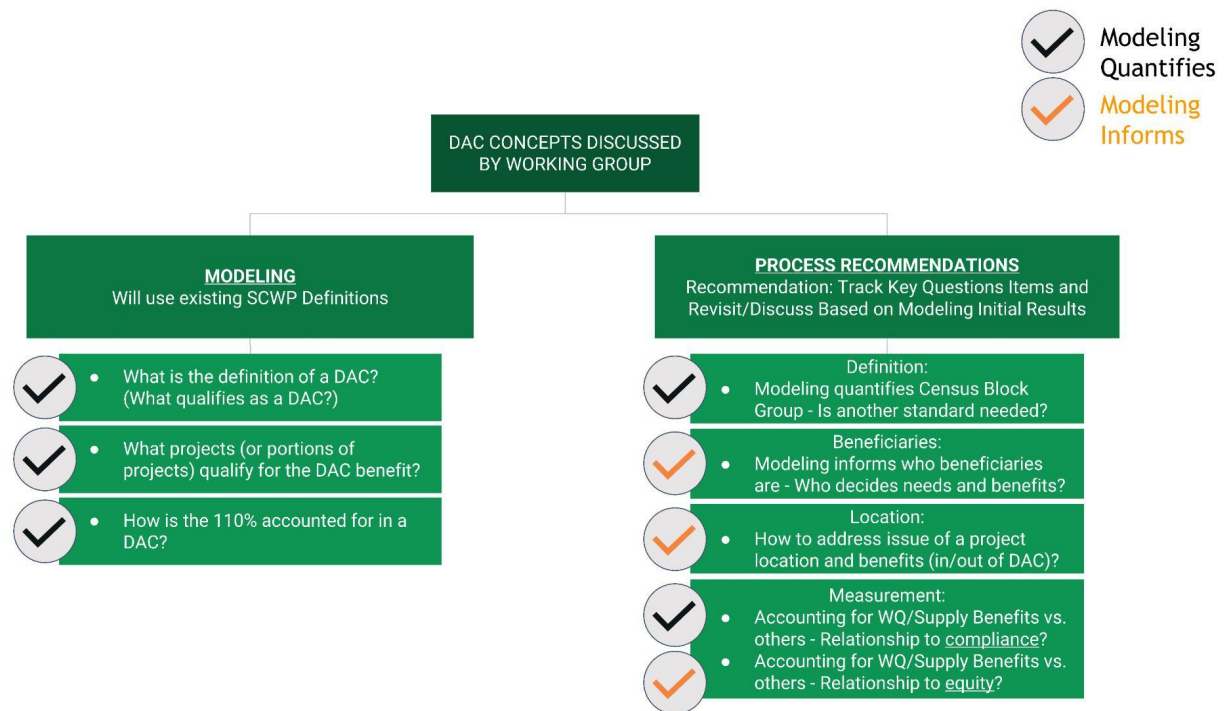 Modeling
Quantifies
Modeling
Informs
DAC CONCEPTS DISCUSSED
BY WORKING GROUP
MODELING
Will use existing SCWP Definitions
● What is the definition of a DAC?
(What qualifies as a DAC?)
● What projects (or portions of
projects) qualify for the DAC benefit?
● How is the 110% accounted for in a
DAC?
PROCESS RECOMMENDATIONS
Recommendation: Track Key Questions Items and
Revisit/Discuss Based on Modeling Initial Results
Definition:
● Modeling quantifies Census Block
Group - Is another standard needed?
Beneficiaries:
● Modeling informs who beneficiaries
are - Who decides needs and benefits?
Location:
● How to address issue of a project
location and benefits (in/out of DAC)?
Measurement:
● Accounting for WQ/Supply Benefits vs.
others - Relationship to compliance?
● Accounting for WQ/Supply Benefits vs.
others - Relationship to equity?